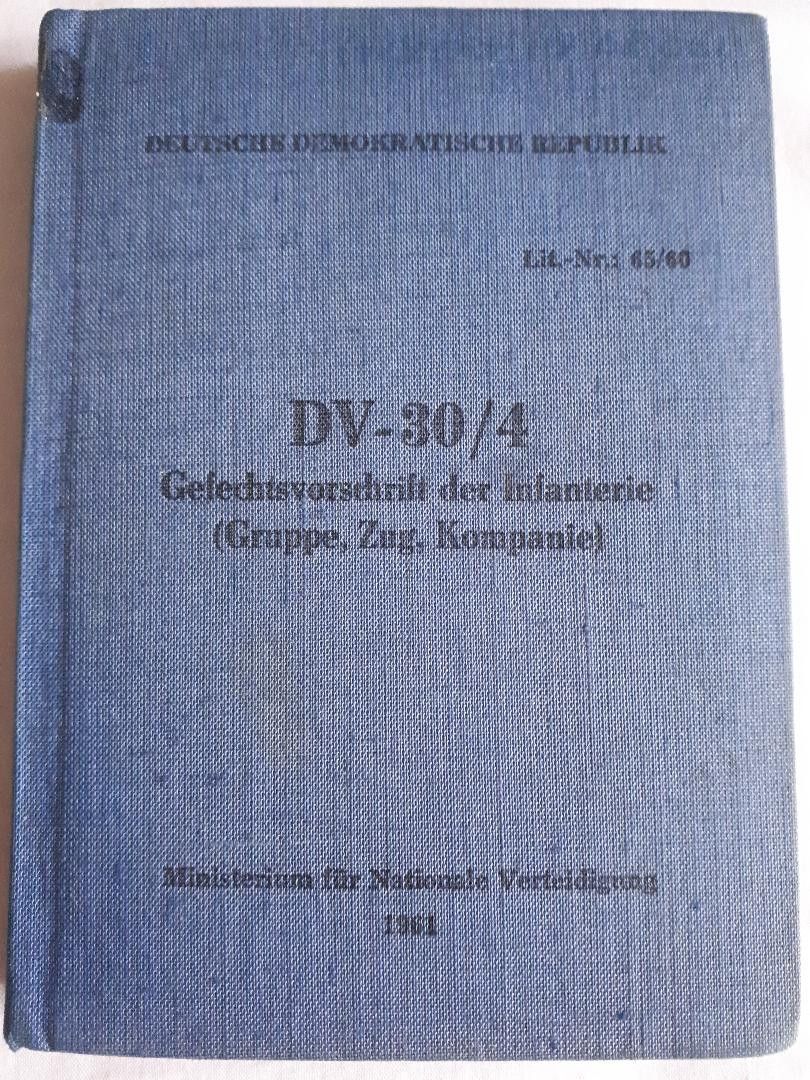 DEUTSCHE DEMOKRATISCHE REPUBLIK
Lit.-Nr.: 65/60
DV-30/4
Gefechtsvorschrift der Infanterie
(Gruppe, Zug, Kompanie)
Ministerium für Nationale Verteidigung
1961